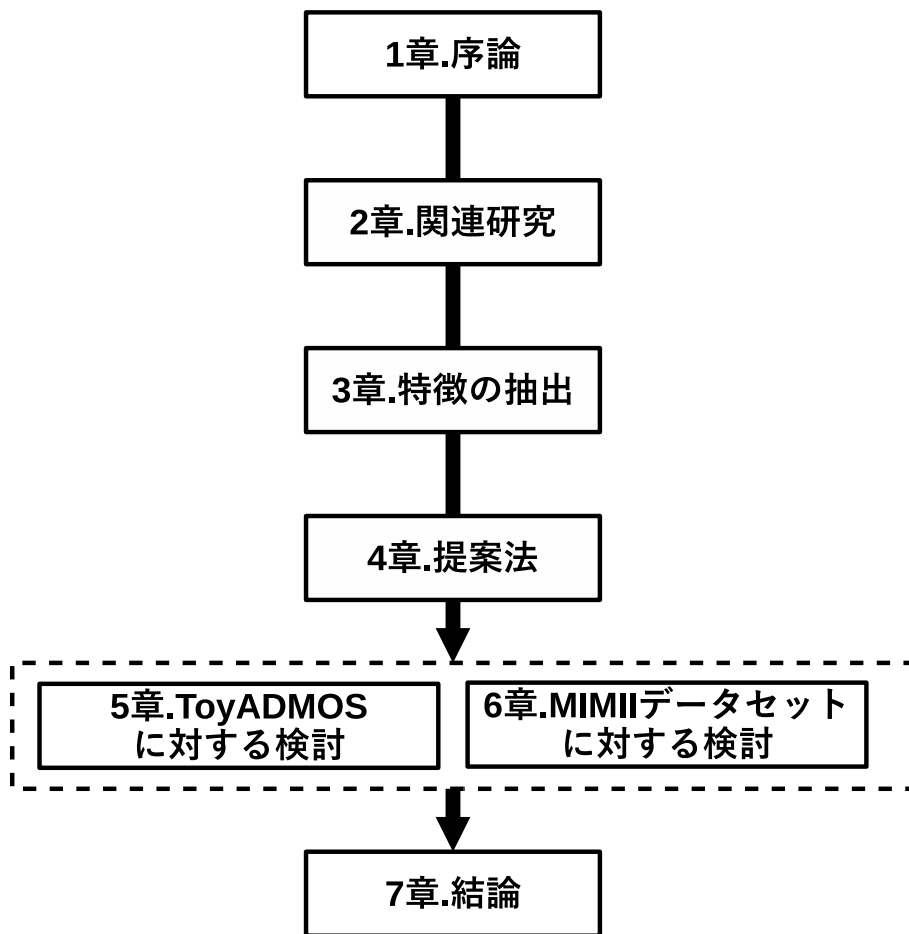 1章.序論
2章.関連研究
3章.特徴の抽出
4章.提案法
5章.ToyADMOS
に対する検討
6章.MIMIIデータセット
に対する検討
7章.結論